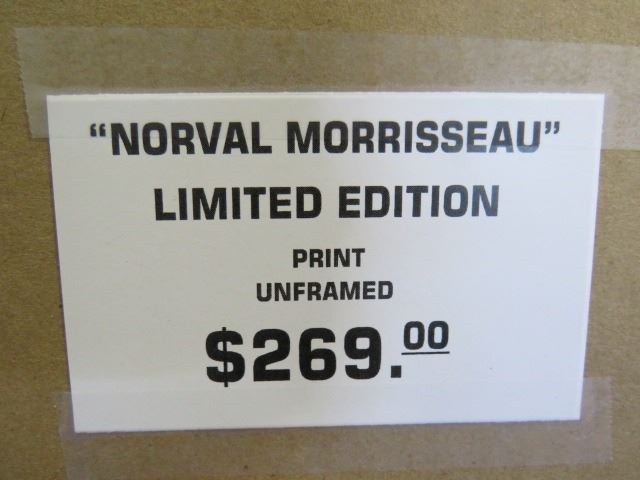 “NORVAL MORRISSEAU”
LIMITED EDITION
PRINT
UNFRAMED
$269.00